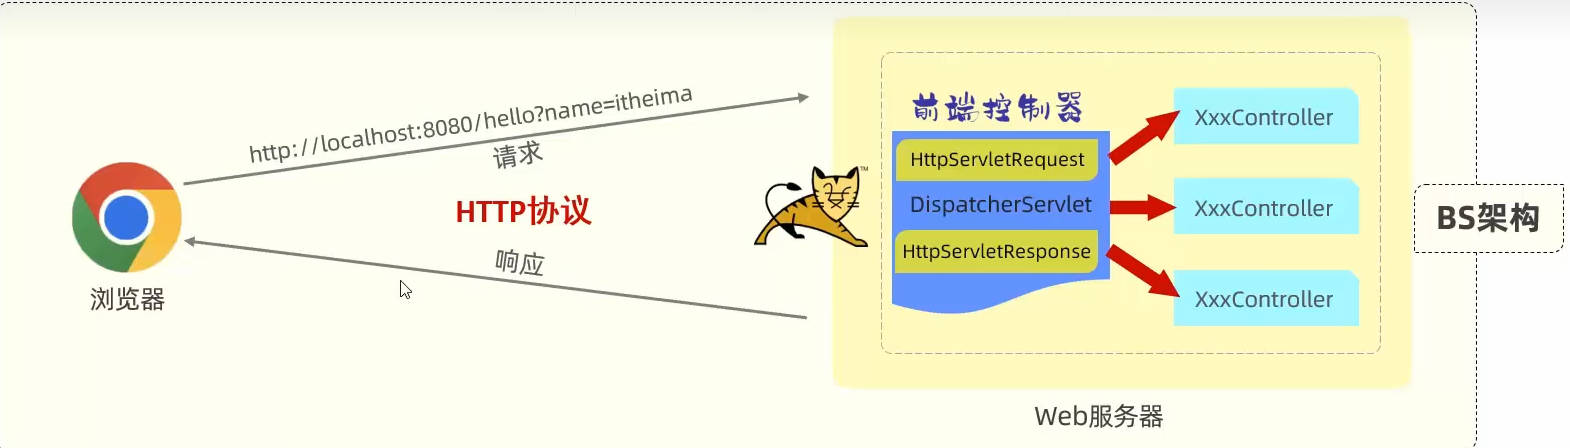 http://localhost:8080/hello?name=itheima
请求
HTTP协议
响应
浏览器
™
前端控制器
HttpServletRequest
DispatcherServlet
HttpServletResponse
XxxController
XxxController
XxxController
Web服务器
BS架构